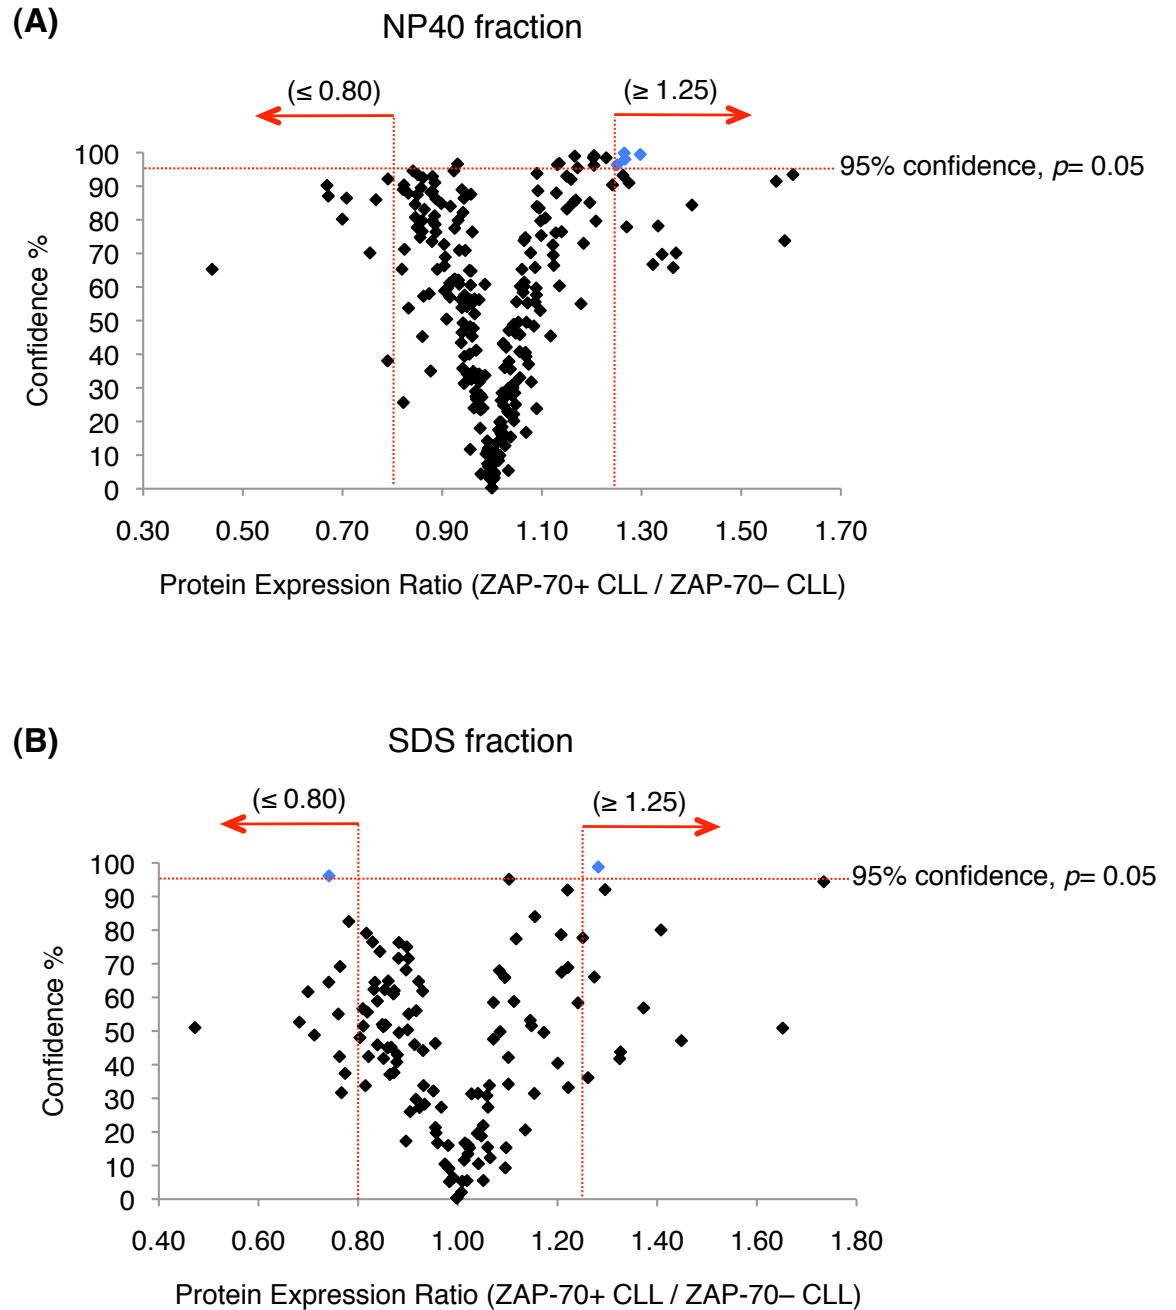 (A)
NP40 fraction
(≤ 0.80)
(≥ 1.25)
100
90
80
70
60
50
40
30
20
10
0
Confidence %
95% confidence, p= 0.05
0.30 0.50 0.70 0.90 1.10 1.30 1.50 1.70
Protein Expression Ratio (ZAP-70+ CLL / ZAP-70– CLL)
(B)
SDS fraction
(≤ 0.80)
(≥ 1.25)
100
90
80
70
60
50
40
30
20
10
0
Confidence %
95% confidence, p= 0.05
0.40 0.60 0.80 1.00 1.20 1.40 1.60 1.80
Protein Expression Ratio (ZAP-70+ CLL / ZAP-70– CLL)